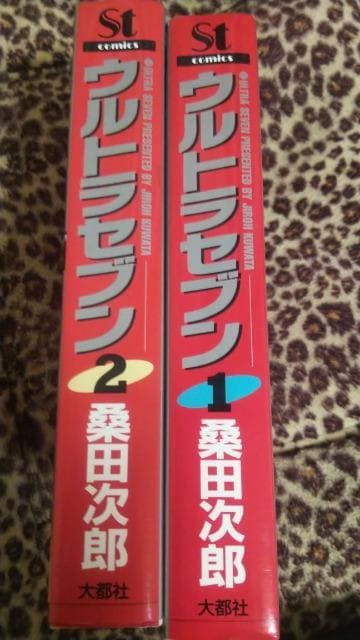 St
comics
ウルトラセブン
●ULTRA SEVEN PRESENTED BY JIROH KUWATA
2
桑田次郎
大都社
St
comics
ウルトラセブン
●ULTRA SEVEN PRESENTED BY JIROH KUWATA
1
桑田次郎
大都社